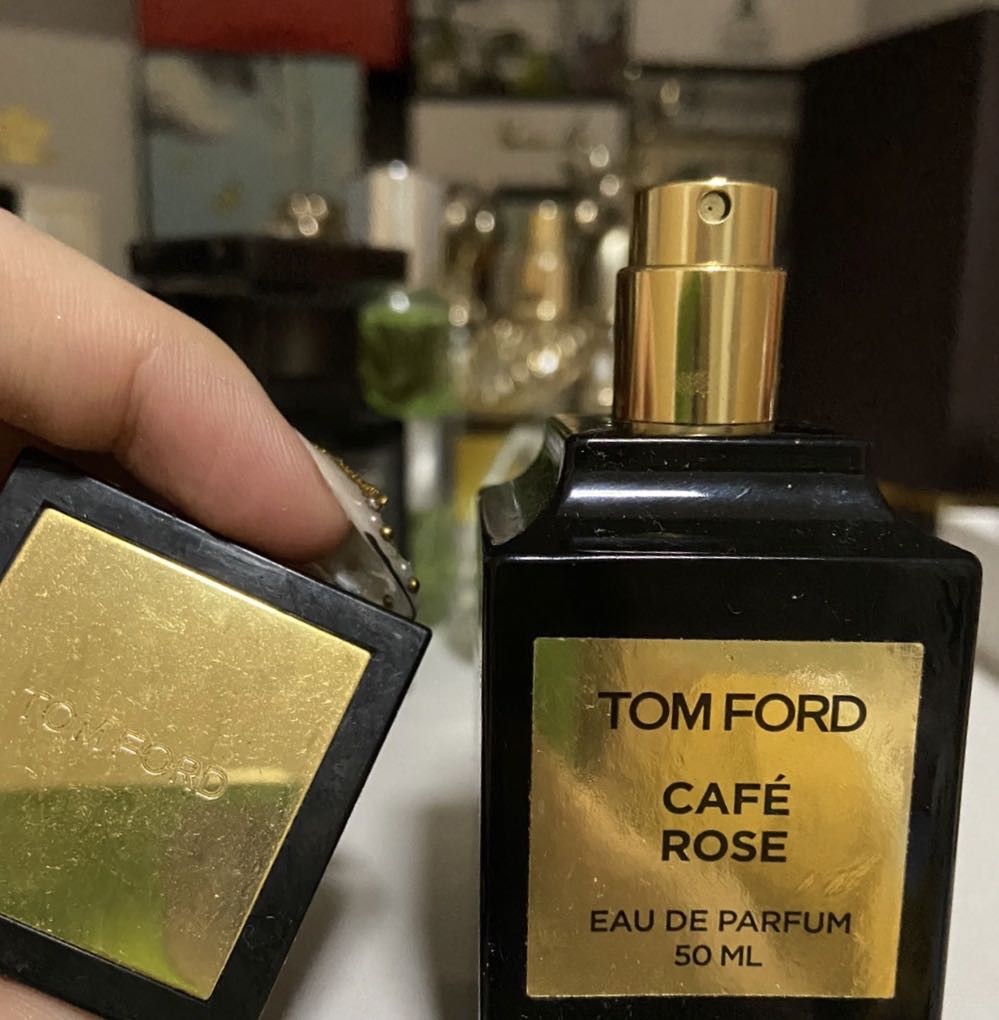 TOM FORD
TOM FORD
CAFÉ
ROSE
EAU DE PARFUM
50 ML